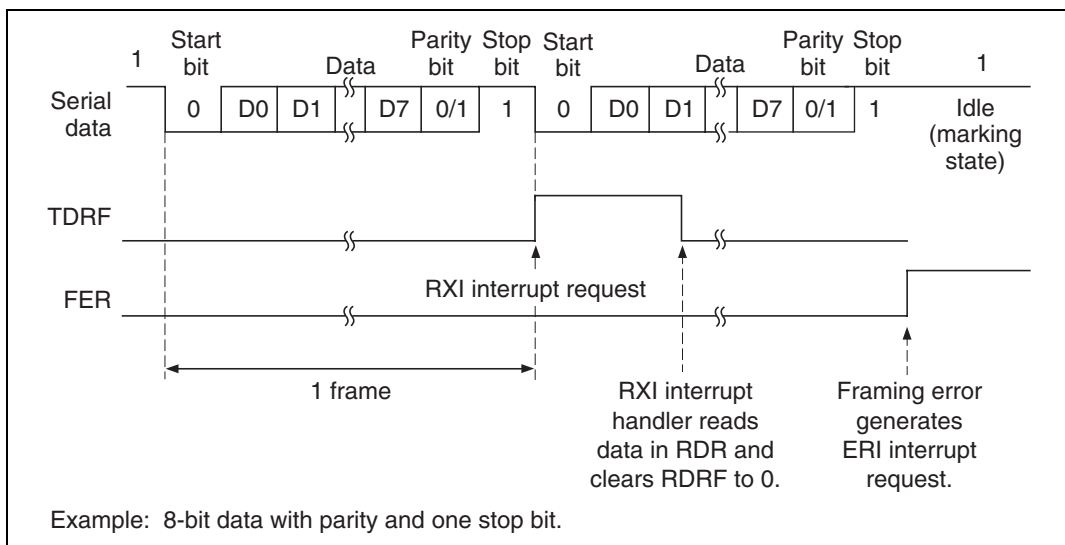 Start bit
Parity bit
Stop bit
Start bit
Parity bit
Stop bit
1
Data
Data
1
Serial data
0
D0
D1
D7
0/1
1
0
D0
D1
D7
0/1
1
Idle
(marking
state)
TDRF
RXI interrupt request
FER
1 frame
RXI interrupt
handler reads
data in RDR and
clears RDRF to 0.
Framing error
generates
ERI interrupt
request.
Example: 8-bit data with parity and one stop bit.